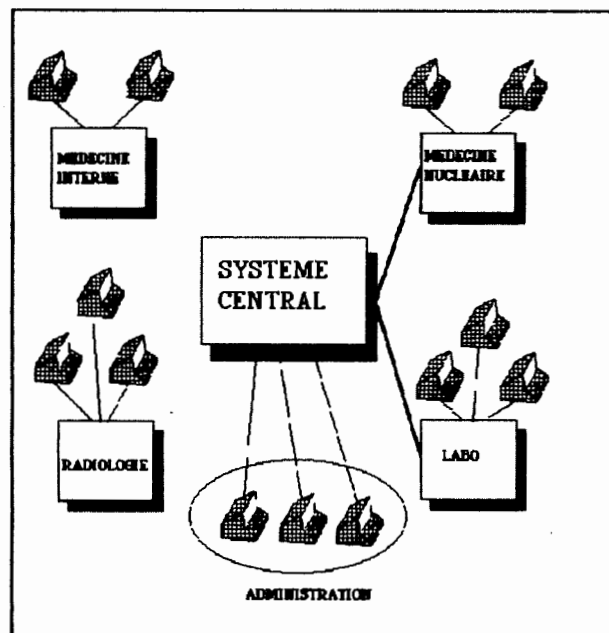 MEDECINE
INTERNE
MEDECINE
NUCLEAIRE
SYSTEME
CENTRAL
RADIOLOGIE
LABO
ADMINISTRATION